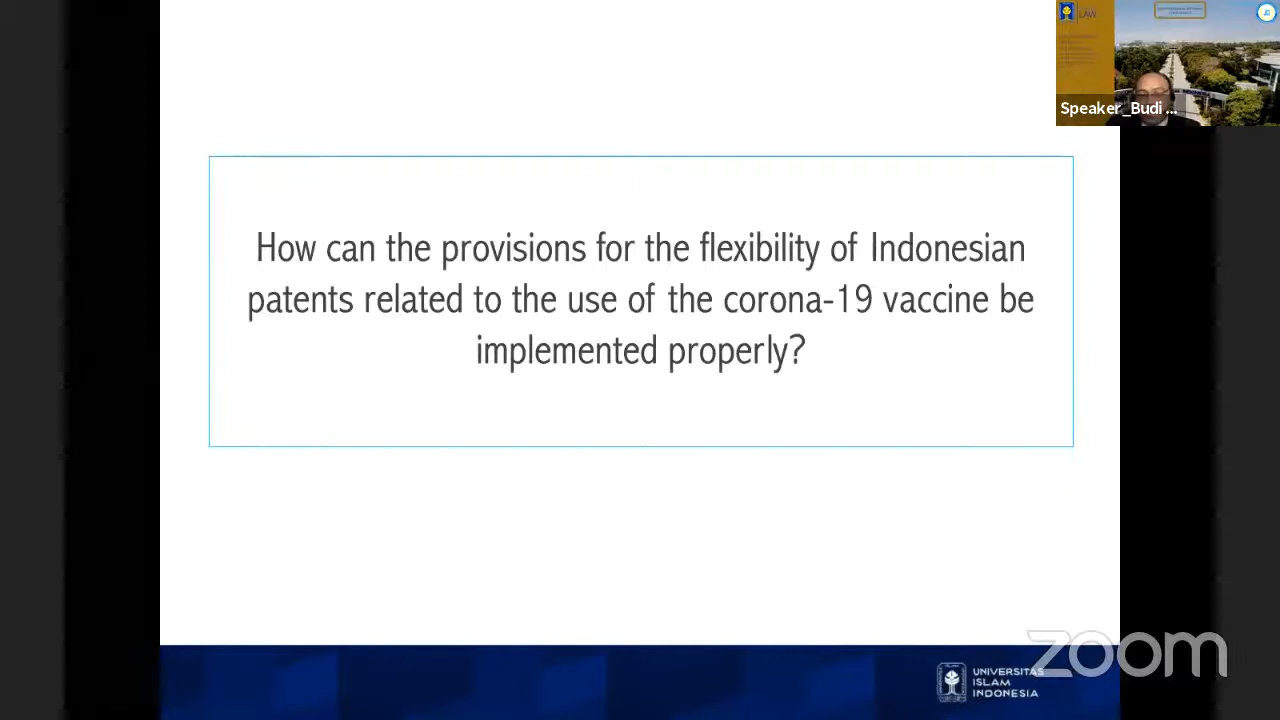 LAW
Speaker_Budi ...
How can the provisions for the flexibility of Indonesian
patents related to the use of the corona-19 vaccine be
implemented properly?
UNIVERSITAS
ISLAM
INDONESIA
zoom